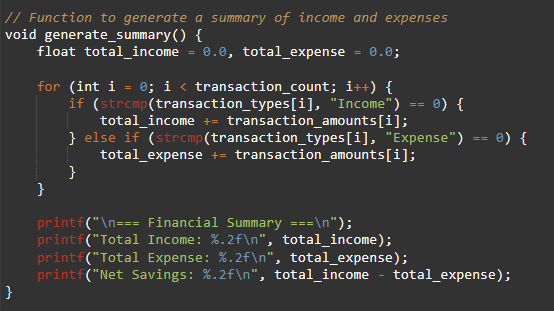 // Function to generate a summary of income and expenses
void generate_summary() {
    float total_income = 0.0, total_expense = 0.0;

    for (int i = 0; i < transaction_count; i++) {
        if (strcmp(transaction_types[i], "Income") == 0) {
            total_income += transaction_amounts[i];
        } else if (strcmp(transaction_types[i], "Expense") == 0) {
            total_expense += transaction_amounts[i];
        }
    }

    printf("\n=== Financial Summary ===\n");
    printf("Total Income: %.2f\n", total_income);
    printf("Total Expense: %.2f\n", total_expense);
    printf("Net Savings: %.2f\n", total_income - total_expense);
}